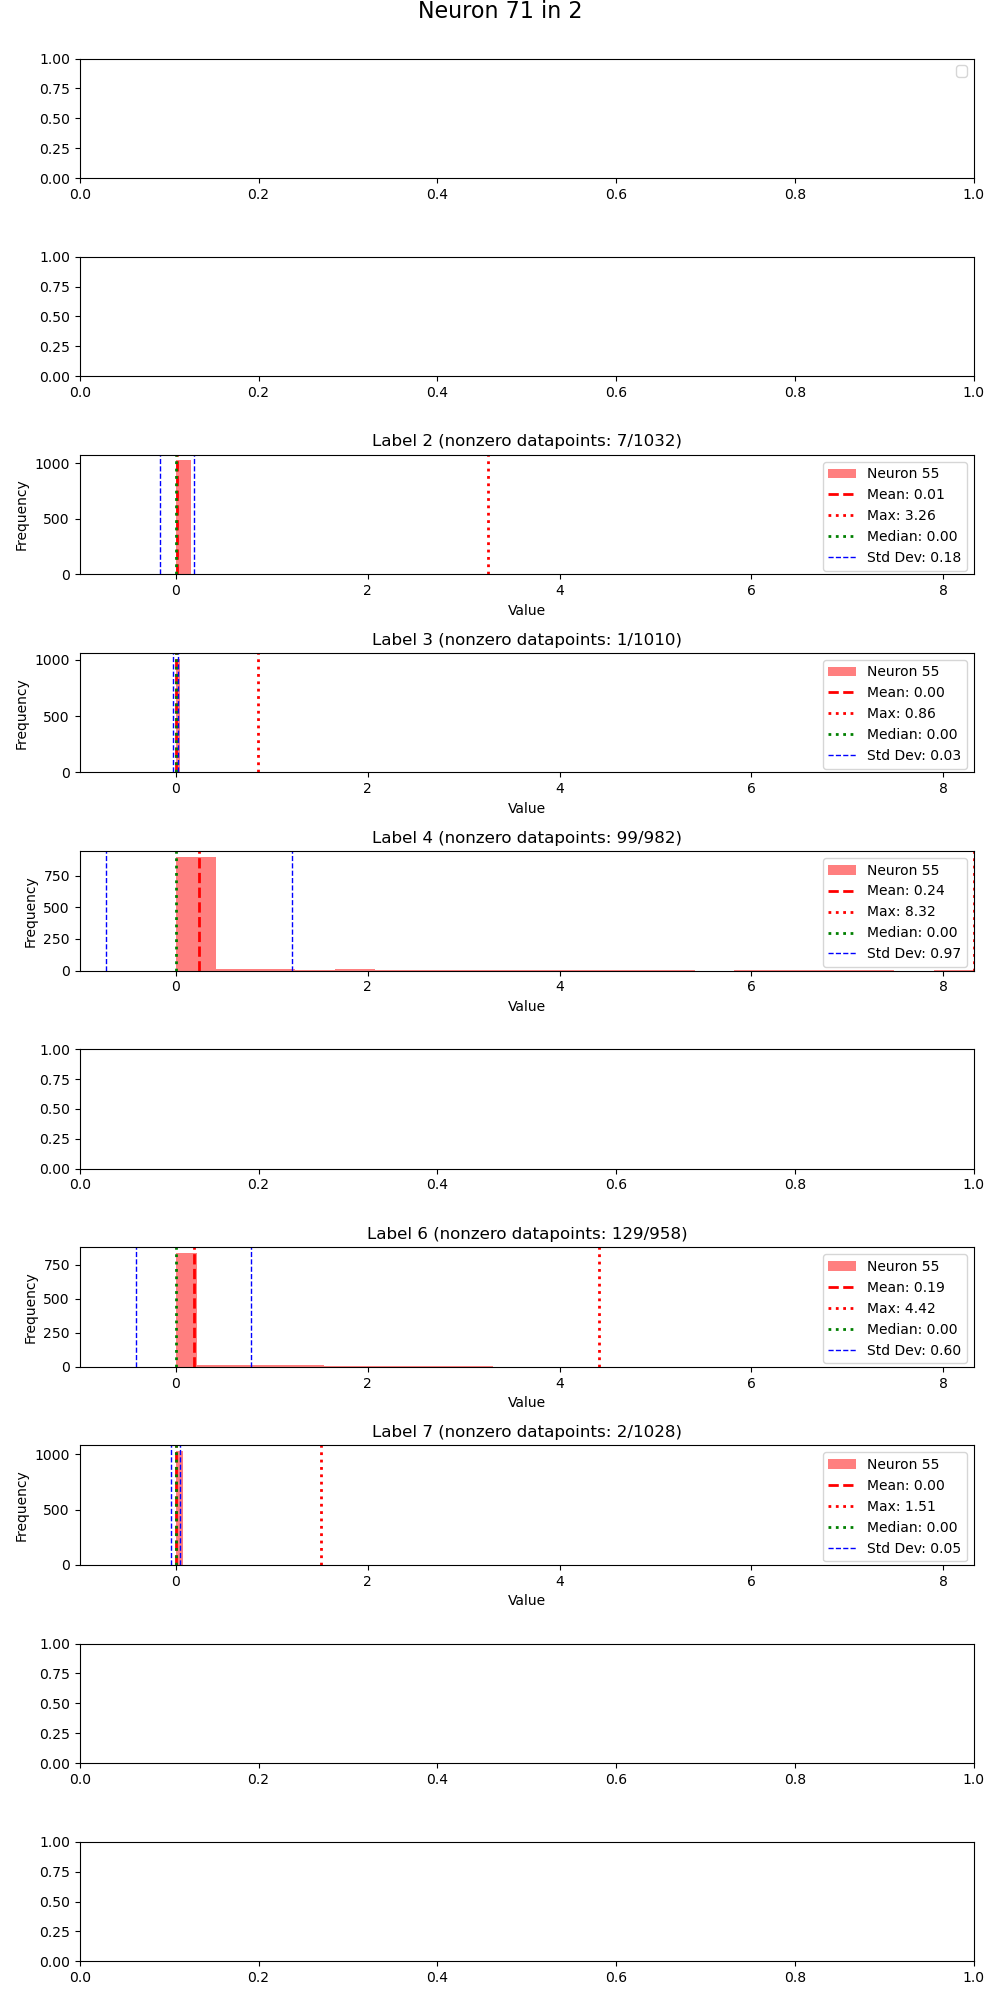 Neuron 71 in 2
1.00
0.75
0.50
0.25
0.00
0.0 0.2 0.4 0.6 0.8 1.0
1.00
0.75
0.50
0.25
0.00
0.0 0.2 0.4 0.6 0.8 1.0
Label 2 (nonzero datapoints: 7/1032)
Frequency
1000
500
0
Neuron 55
Mean: 0.01
Max: 3.26
Median: 0.00
Std Dev: 0.18
0 2 4 6 8
Value
Label 3 (nonzero datapoints: 1/1010)
Frequency
1000
500
0
Neuron 55
Mean: 0.00
Max: 0.86
Median: 0.00
Std Dev: 0.03
0 2 4 6 8
Value
Label 4 (nonzero datapoints: 99/982)
Frequency
750
500
250
0
Neuron 55
Mean: 0.24
Max: 8.32
Median: 0.00
Std Dev: 0.97
0 2 4 6 8
Value
1.00
0.75
0.50
0.25
0.00
0.0 0.2 0.4 0.6 0.8 1.0
Label 6 (nonzero datapoints: 129/958)
Frequency
750
500
250
0
Neuron 55
Mean: 0.19
Max: 4.42
Median: 0.00
Std Dev: 0.60
0 2 4 6 8
Value
Label 7 (nonzero datapoints: 2/1028)
Frequency
1000
500
0
Neuron 55
Mean: 0.00
Max: 1.51
Median: 0.00
Std Dev: 0.05
0 2 4 6 8
Value
1.00
0.75
0.50
0.25
0.00
0.0 0.2 0.4 0.6 0.8 1.0
1.00
0.75
0.50
0.25
0.00
0.0 0.2 0.4 0.6 0.8 1.0